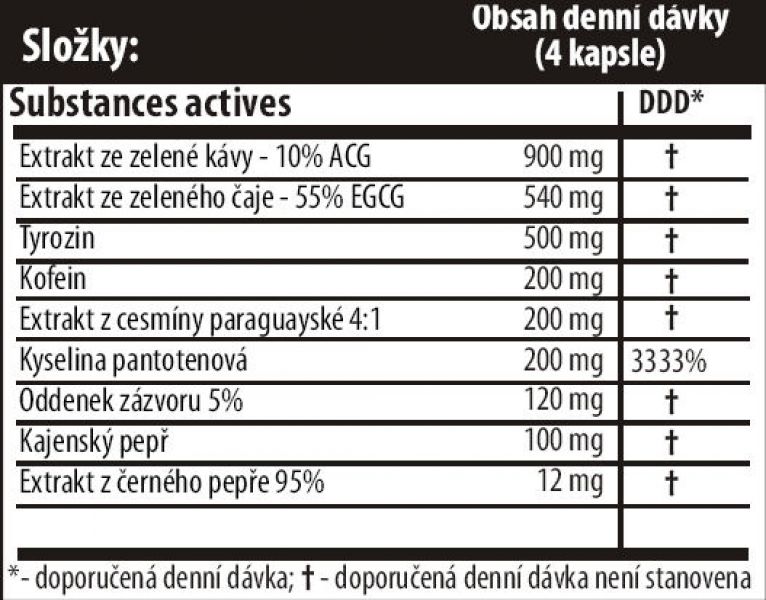 Složky:
Obsah denní dávky
(4 kapsle)
Substances actives DDD*
Extrakt ze zelené kávy - 10% ACG 900 mg †
Extrakt ze zeleného čaje - 55% EGCG 540 mg †
Tyrozin 500 mg †
Kofein 200 mg †
Extrakt z cesmíny paraguayské 4:1 200 mg †
Kyselina pantotenová 200 mg 3333%
Oddenek zázvoru 5% 120 mg †
Kajenský pepř 100 mg †
Extrakt z černého pepře 95% 12 mg †
*- doporučená denní dávka; † - doporučená denní dávka není stanovena